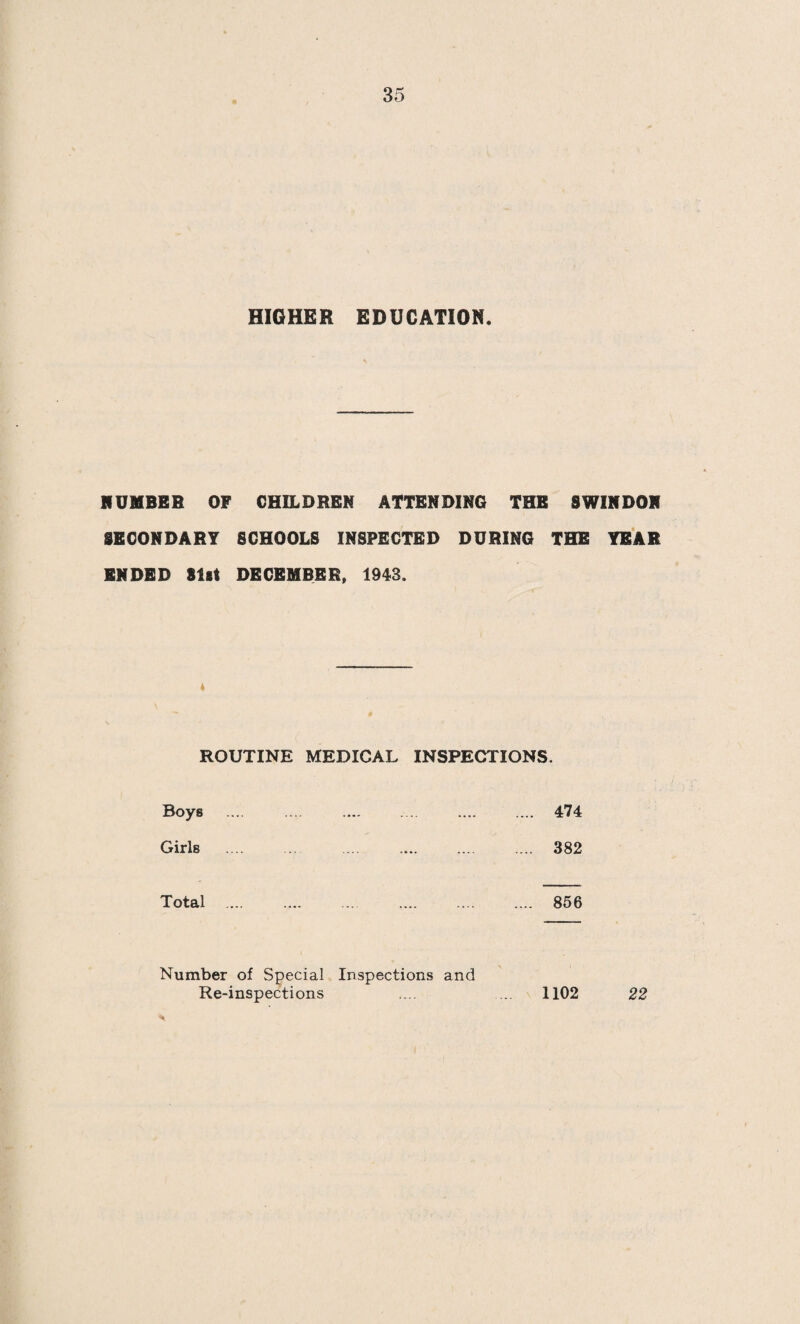 35
HIGHER EDUCATION.
NUMBER OF CHILDREN ATTENDING THE SWINDON
SECONDARY SCHOOLS INSPECTED DURING THE YEAR
ENDED 31st DECEMBER, 1943.
ROUTINE MEDICAL INSPECTIONS.
Boys .... .... .... .... .... .... 474
Girls .... .... .... .... .... .... 382
Total .... .... .... .... .... .... 856
Number of Special Inspections and
Re-inspections .... ... 1102 22